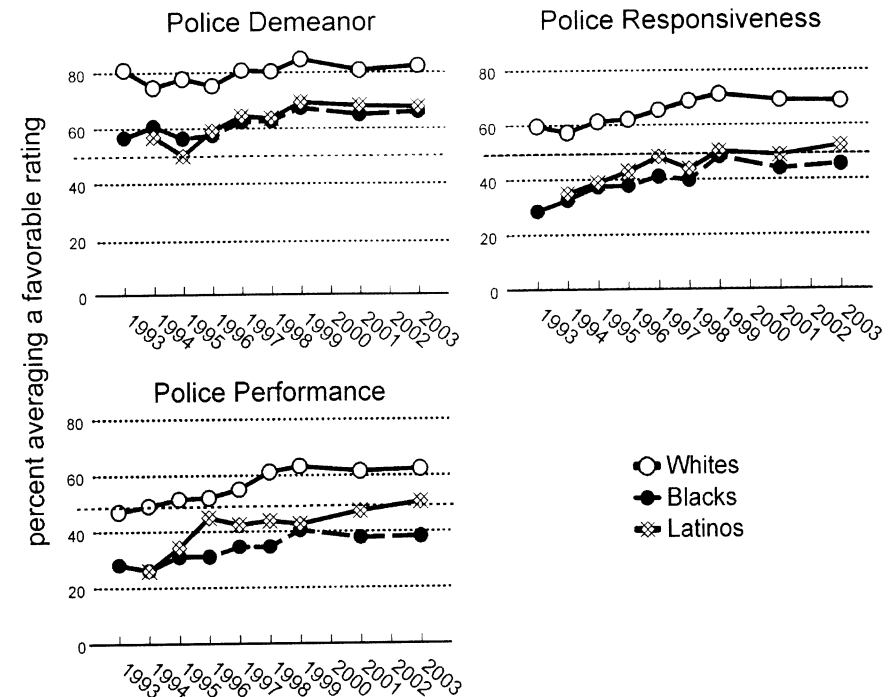 Police Demeanor
80
60
40
20
0
1993 1994 1995 1996 1997 1998 1999 2000 2001 2002 2003
Police Responsiveness
80
60
40
20
0
1993 1994 1995 1996 1997 1998 1999 2000 2001 2002 2003
percent averaging a favorable rating
Police Performance
80
60
40
20
0
1993 1994 1995 1996 1997 1998 1999 2000 2001 2002 2003
Whites
Blacks
Latinos